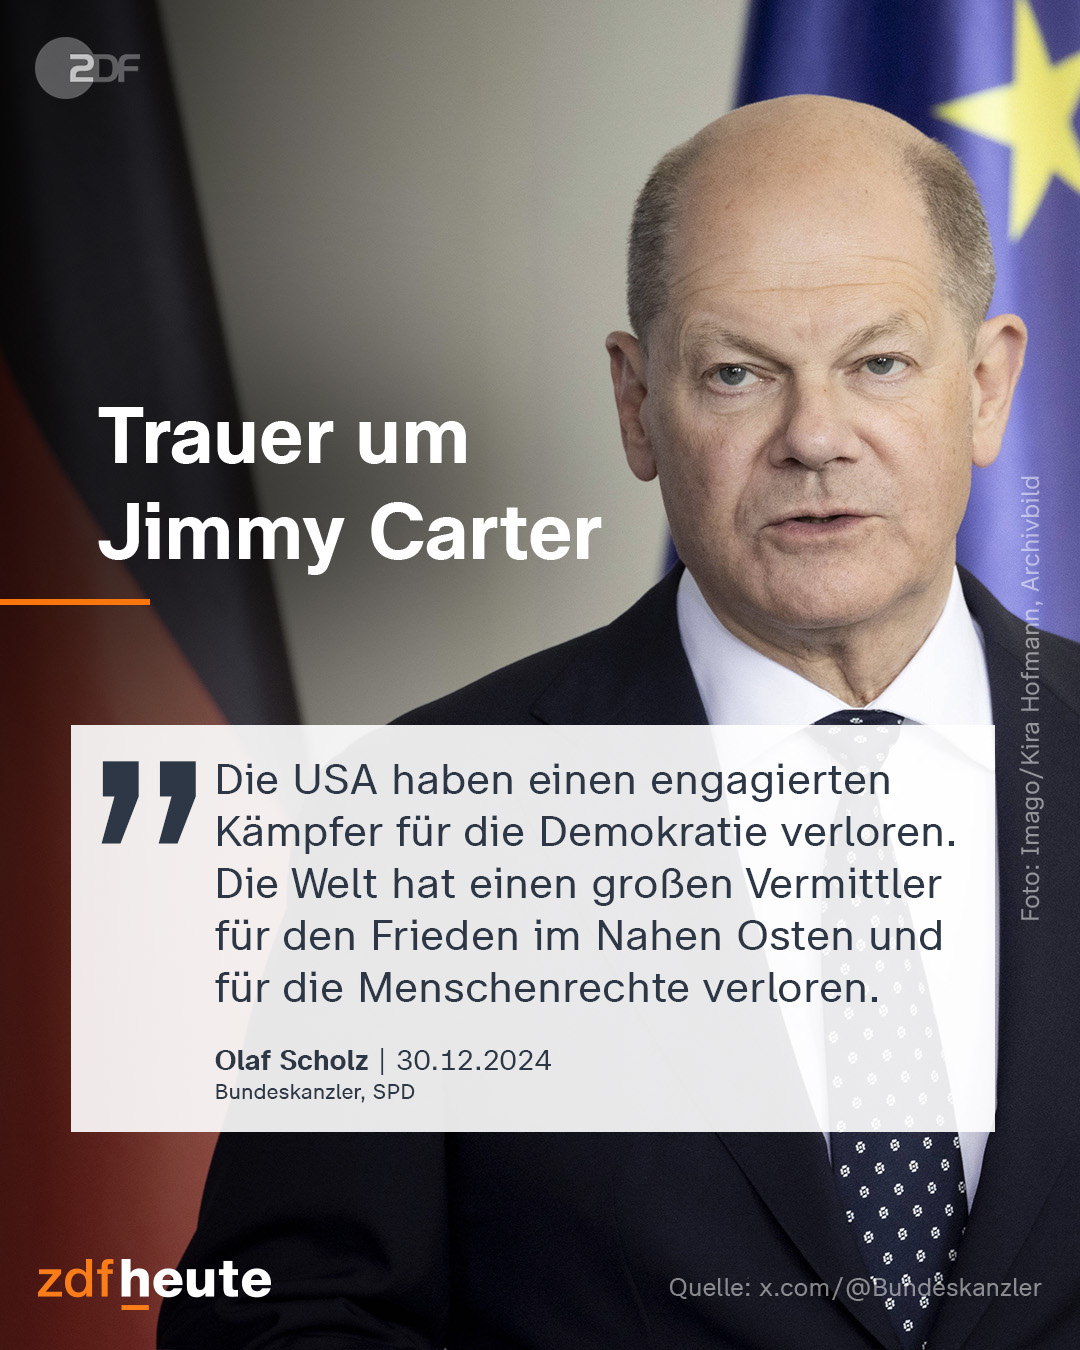 ZDF
Trauer um
Jimmy Carter
Foto: Imago/Kira Hofmann, Archivbild
„Die USA haben einen engagierten
Kämpfer für die Demokratie verloren.
Die Welt hat einen großen Vermittler
für den Frieden im Nahen Osten und
für die Menschenrechte verloren.
Olaf Scholz | 30.12.2024
Bundeskanzler, SPD
zdfheute
Quelle: x.com/@Bundeskanzler